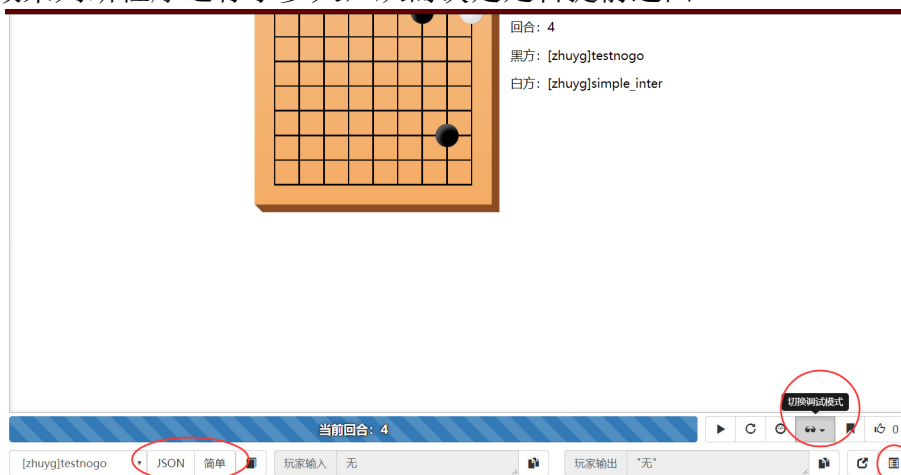 回合：4
黑方：[zhuyg]testnogo
白方：[zhuyg]simple_inter
切换调试模式
当前回合：4
0
[zhuyg]testnogo JSON 简单 玩家输入 无 玩家输出 "无"